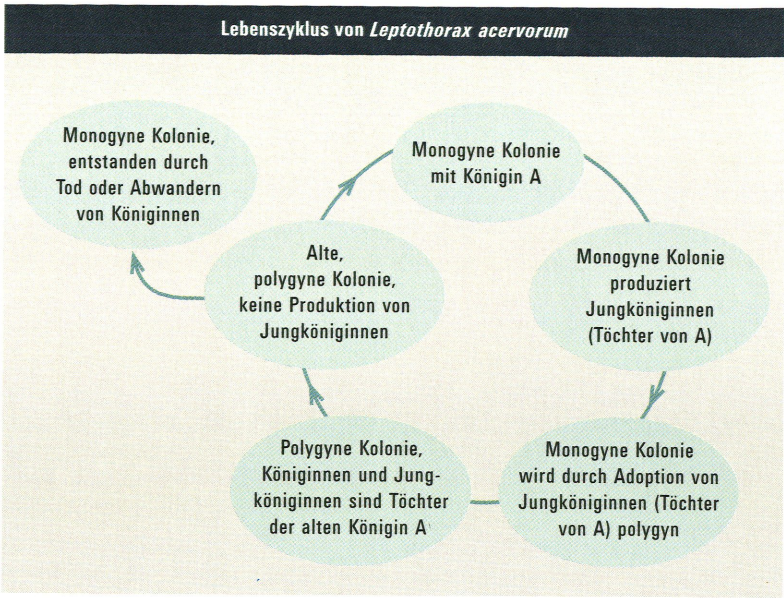 Lebenszyklus von Leptothorax acervorum
Monogyne Kolonie,
entstanden durch
Tod oder Abwandern
von Königinnen
Monogyne Kolonie
mit Königin A
Monogyne Kolonie
produziert
Jungköniginnen
(Töchter von A)
Monogyne Kolonie
wird durch Adoption von
Jungköniginnen (Töchter
von A) polygyn
Polygyne Kolonie,
Königinnen und Jung-
königinnen sind Töchter
der alten Königin A
Alte,
polygyne Kolonie,
keine Produktion von
Jungköniginnen